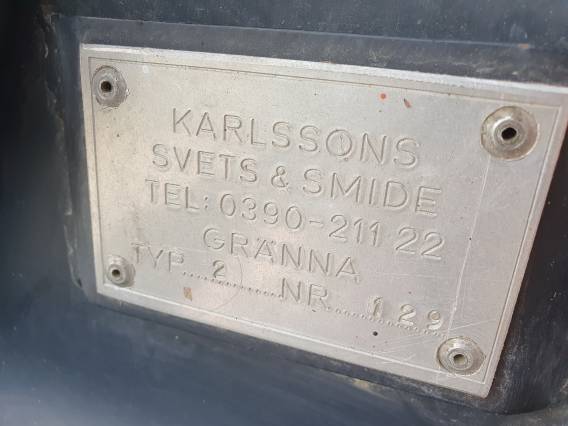 KARLSSONS
SVETS & SMIDE
TEL: 0390-211 22
GRÄNNA
TYP 2 NR 129